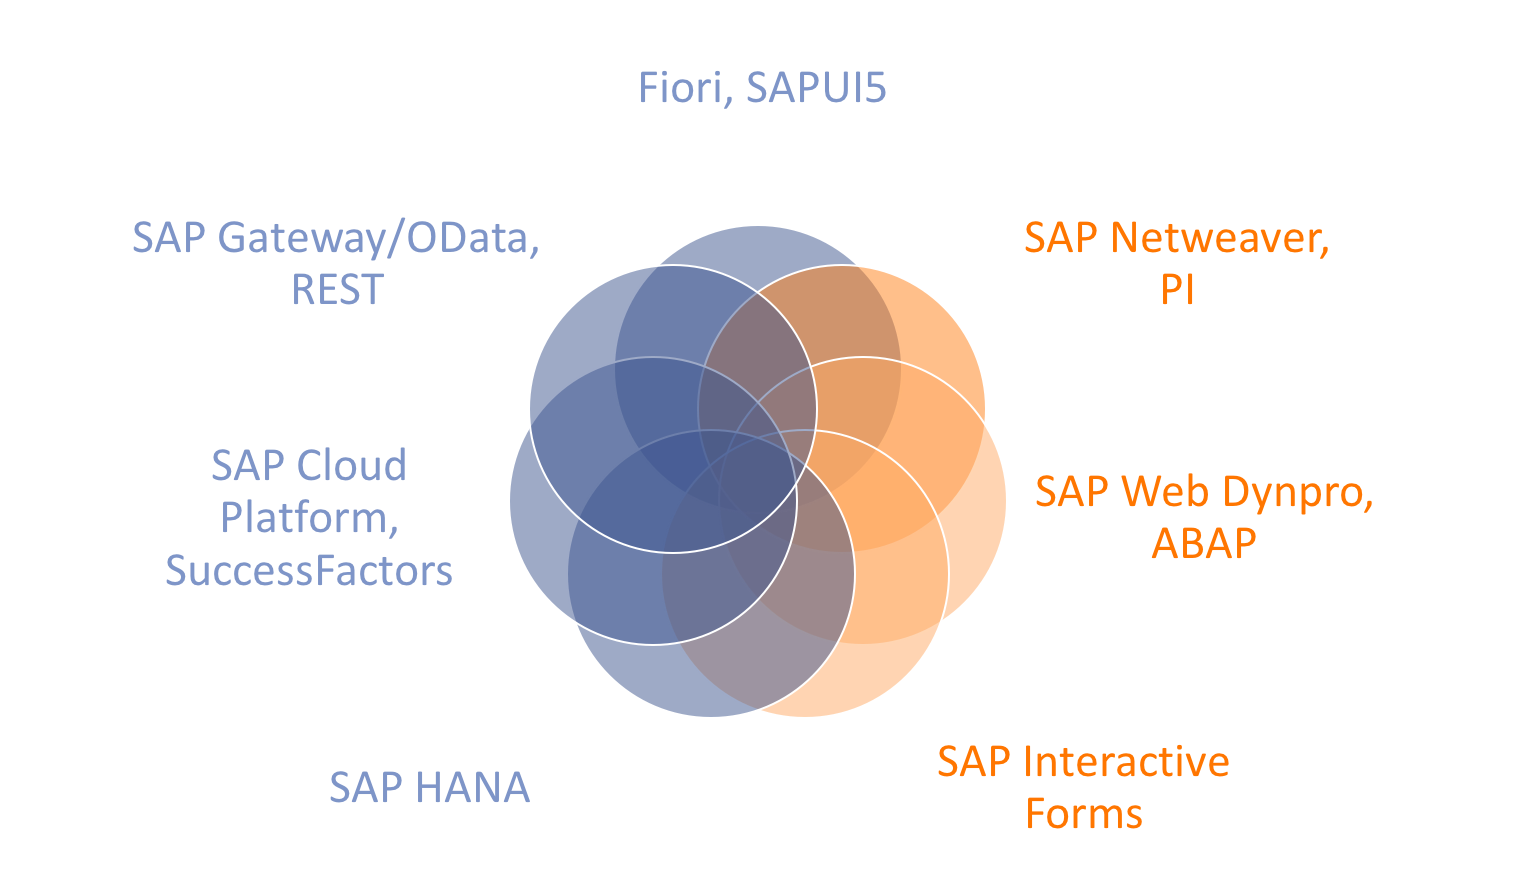 Fiori, SAPUI5
SAP Gateway/OData,
REST
SAP Netweaver,
PI
SAP Cloud
Platform,
SuccessFactors
SAP Web Dynpro,
ABAP
SAP HANA
SAP Interactive
Forms